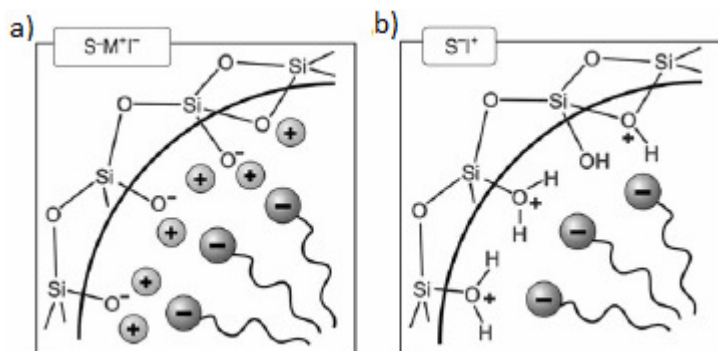 a)
S⁻M⁺I⁻
Si
O
Si
O
O
+
O⁻
+
+
Si
O⁻
−
O
+
−
Si
O⁻
+
−
+
b)
S⁻I⁺
Si
O
Si
O
O
+
H
OH
Si
H
−
O
+
O
H
−
H
Si
O
+
−
H